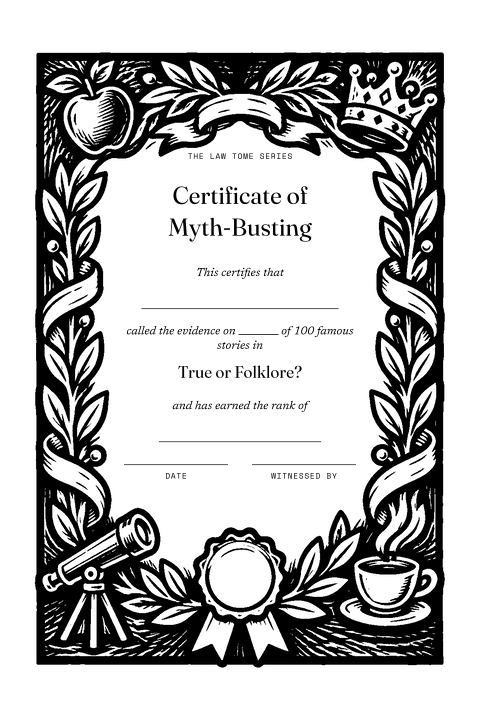 THE LAW TOME SERIES
Certificate of
Myth-Busting
This certifies that
called the evidence on ______ of 100 famous
stories in
True or Folklore?
and has earned the rank of
DATE WITNESSED BY